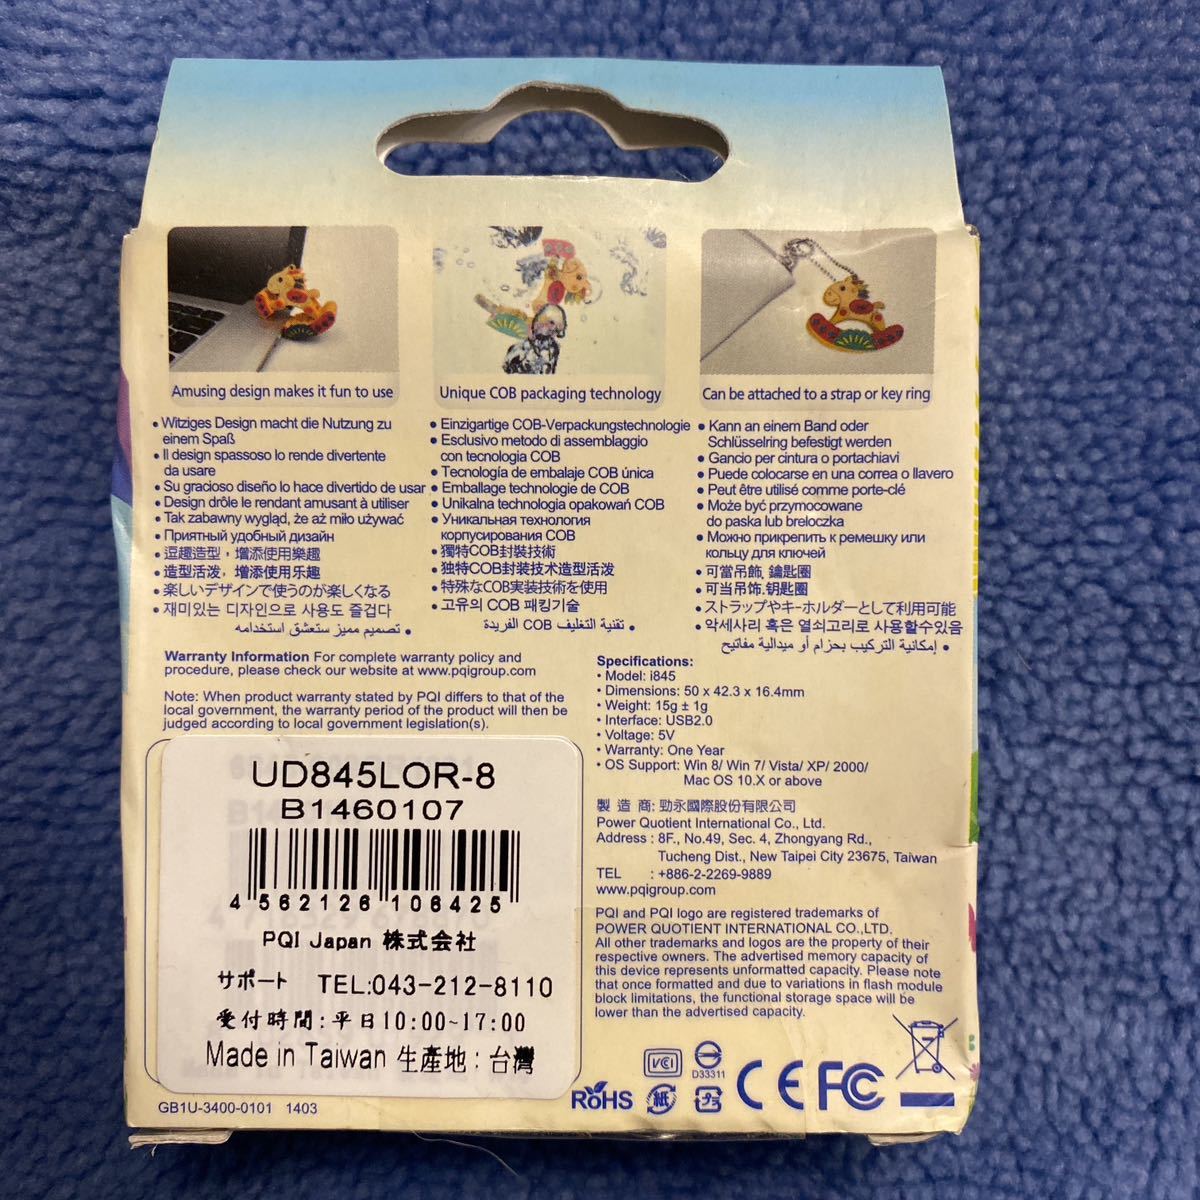 Amusing design makes it fun to use
• Witziges Design macht die Nutzung zu
einem Spaß
• Il design spassoso lo rende divertente
da usare
• Su gracioso diseño lo hace divertido de usar
• Design drôle le rendant amusant à utiliser
• Tak zabawny wygląd, że aż miło używać
• Приятный удобный дизайн
• 逗趣造型，增添使用樂趣
• 造型活泼，增添使用乐趣
• 楽しいデザインで使うのが楽しくなる
• 재미있는 디자인으로 사용도 즐겁다
• تصميم مميز ستعشق استخدامه
Unique COB packaging technology
• Einzigartige COB-Verpackungstechnologie
• Esclusivo metodo di assemblaggio
con tecnologia COB
• Tecnología de embalaje COB única
• Emballage technologie de COB
• Unikalna technologia opakowań COB
• Уникальная технология
корпусирования COB
• 獨特COB封裝技術
• 独特COB封装技术造型活泼
• 特殊なCOB実装技術を使用
• 고유의 COB 패킹기술
• تقنية التغليف COB الفريدة
Can be attached to a strap or key ring
• Kann an einem Band oder
Schlüsselring befestigt werden
• Gancio per cintura o portachiavi
• Puede colocarse en una correa o llavero
• Peut être utilisé comme porte-clé
• Może być przymocowane
do paska lub breloczka
• Можно прикрепить к ремешку или
кольцу для ключей
• 可當吊飾, 鑰匙圈
• 可当吊饰,钥匙圈
• ストラップやキーホルダーとして利用可能
• 악세사리 혹은 열쇠고리로 사용할수있음
• إمكانية التركيب بحزام أو ميدالية مفاتيح
Warranty Information For complete warranty policy and
procedure, please check our website at www.pqigroup.com
Note: When product warranty stated by PQI differs to that of the
local government, the warranty period of the product will then be
judged according to local government legislation(s).
Specifications:
• Model: i845
• Dimensions: 50 x 42.3 x 16.4mm
• Weight: 15g ± 1g
• Interface: USB2.0
• Voltage: 5V
• Warranty: One Year
• OS Support: Win 8/ Win 7/ Vista/ XP/ 2000/
Mac OS 10.X or above
製 造 商: 勁永國際股份有限公司
Power Quotient International Co., Ltd.
Address : 8F., No.49, Sec. 4, Zhongyang Rd.,
Tucheng Dist., New Taipei City 23675, Taiwan
TEL : +886-2-2269-9889
www.pqigroup.com
PQI and PQI logo are registered trademarks of
POWER QUOTIENT INTERNATIONAL CO.,LTD.
All other trademarks and logos are the property of their
respective owners. The advertised memory capacity of
this device represents unformatted capacity. Please note
that once formatted and due to variations in flash module
block limitations, the functional storage space will be
lower than the advertised capacity.
UD845LOR-8
B1460107
4 562126 106425
PQI Japan 株式会社
サポート TEL:043-212-8110
受付時間:平日10:00~17:00
Made in Taiwan 生產地:台灣
GB1U-3400-0101 1403
VCI
D33311
RoHS
紙
プラ
CE FC